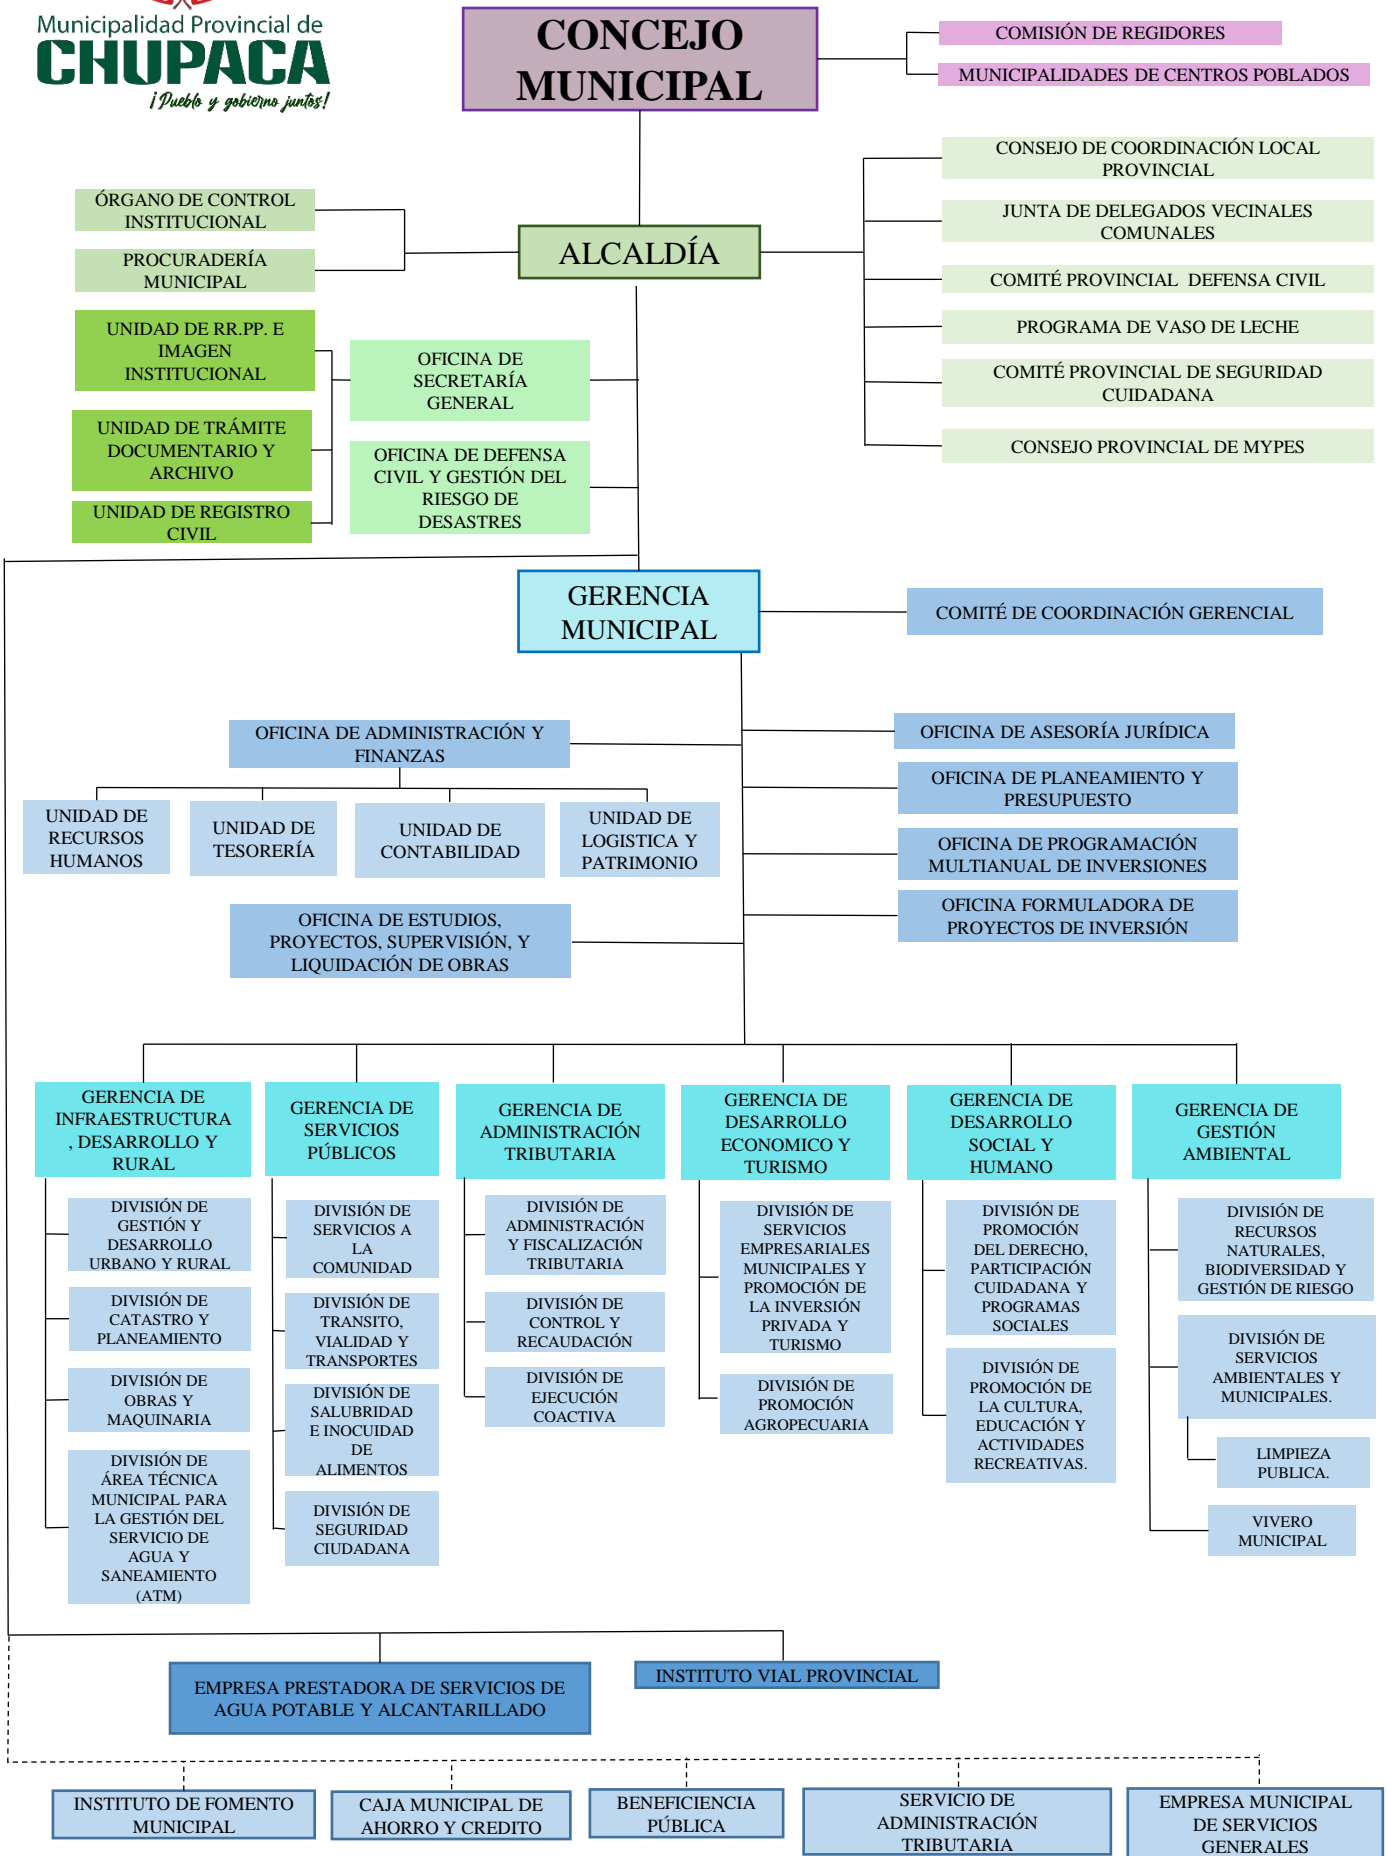 Municipalidad Provincial de
CHUPACA
¡Pueblo y gobierno juntos!
CONCEJO
MUNICIPAL
COMISIÓN DE REGIDORES
MUNICIPALIDADES DE CENTROS POBLADOS
CONSEJO DE COORDINACIÓN LOCAL
PROVINCIAL
JUNTA DE DELEGADOS VECINALES
COMUNALES
COMITÉ PROVINCIAL DEFENSA CIVIL
PROGRAMA DE VASO DE LECHE
COMITÉ PROVINCIAL DE SEGURIDAD
CUIDADANA
CONSEJO PROVINCIAL DE MYPES
ÓRGANO DE CONTROL
INSTITUCIONAL
PROCURADERÍA
MUNICIPAL
ALCALDÍA
UNIDAD DE RR.PP. E
IMAGEN
INSTITUCIONAL
UNIDAD DE TRÁMITE
DOCUMENTARIO Y
ARCHIVO
UNIDAD DE REGISTRO
CIVIL
OFICINA DE
SECRETARÍA
GENERAL
OFICINA DE DEFENSA
CIVIL Y GESTIÓN DEL
RIESGO DE
DESASTRES
GERENCIA
MUNICIPAL
COMITÉ DE COORDINACIÓN GERENCIAL
OFICINA DE ADMINISTRACIÓN Y
FINANZAS
UNIDAD DE
RECURSOS
HUMANOS
UNIDAD DE
TESORERÍA
UNIDAD DE
CONTABILIDAD
UNIDAD DE
LOGISTICA Y
PATRIMONIO
OFICINA DE ESTUDIOS,
PROYECTOS, SUPERVISIÓN, Y
LIQUIDACIÓN DE OBRAS
OFICINA DE ASESORÍA JURÍDICA
OFICINA DE PLANEAMIENTO Y
PRESUPUESTO
OFICINA DE PROGRAMACIÓN
MULTIANUAL DE INVERSIONES
OFICINA FORMULADORA DE
PROYECTOS DE INVERSIÓN
GERENCIA DE
INFRAESTRUCTURA
, DESARROLLO Y
RURAL
DIVISIÓN DE
GESTIÓN Y
DESARROLLO
URBANO Y RURAL
DIVISIÓN DE
CATASTRO Y
PLANEAMIENTO
DIVISIÓN DE
OBRAS Y
MAQUINARIA
DIVISIÓN DE
ÁREA TÉCNICA
MUNICIPAL PARA
LA GESTIÓN DEL
SERVICIO DE
AGUA Y
SANEAMIENTO
(ATM)
GERENCIA DE
SERVICIOS
PÚBLICOS
DIVISIÓN DE
SERVICIOS A
LA
COMUNIDAD
DIVISIÓN DE
TRANSITO,
VIALIDAD Y
TRANSPORTES
DIVISIÓN DE
SALUBRIDAD
E INOCUIDAD
DE
ALIMENTOS
DIVISIÓN DE
SEGURIDAD
CIUDADANA
GERENCIA DE
ADMINISTRACIÓN
TRIBUTARIA
DIVISIÓN DE
ADMINISTRACIÓN
Y FISCALIZACIÓN
TRIBUTARIA
DIVISIÓN DE
CONTROL Y
RECAUDACIÓN
DIVISIÓN DE
EJECUCIÓN
COACTIVA
GERENCIA DE
DESARROLLO
ECONOMICO Y
TURISMO
DIVISIÓN DE
SERVICIOS
EMPRESARIALES
MUNICIPALES Y
PROMOCIÓN DE
LA INVERSIÓN
PRIVADA Y
TURISMO
DIVISIÓN DE
PROMOCIÓN
AGROPECUARIA
GERENCIA DE
DESARROLLO
SOCIAL Y
HUMANO
DIVISIÓN DE
PROMOCIÓN
DEL DERECHO,
PARTICIPACIÓN
CUIDADANA Y
PROGRAMAS
SOCIALES
DIVISIÓN DE
PROMOCIÓN DE
LA CULTURA,
EDUCACIÓN Y
ACTIVIDADES
RECREATIVAS.
GERENCIA DE
GESTIÓN
AMBIENTAL
DIVISIÓN DE
RECURSOS
NATURALES,
BIODIVERSIDAD Y
GESTIÓN DE RIESGO
DIVISIÓN DE
SERVICIOS
AMBIENTALES Y
MUNICIPALES.
LIMPIEZA
PUBLICA.
VIVERO
MUNICIPAL
EMPRESA PRESTADORA DE SERVICIOS DE
AGUA POTABLE Y ALCANTARILLADO
INSTITUTO VIAL PROVINCIAL
INSTITUTO DE FOMENTO
MUNICIPAL
CAJA MUNICIPAL DE
AHORRO Y CREDITO
BENEFICIENCIA
PÚBLICA
SERVICIO DE
ADMINISTRACIÓN
TRIBUTARIA
EMPRESA MUNICIPAL
DE SERVICIOS
GENERALES